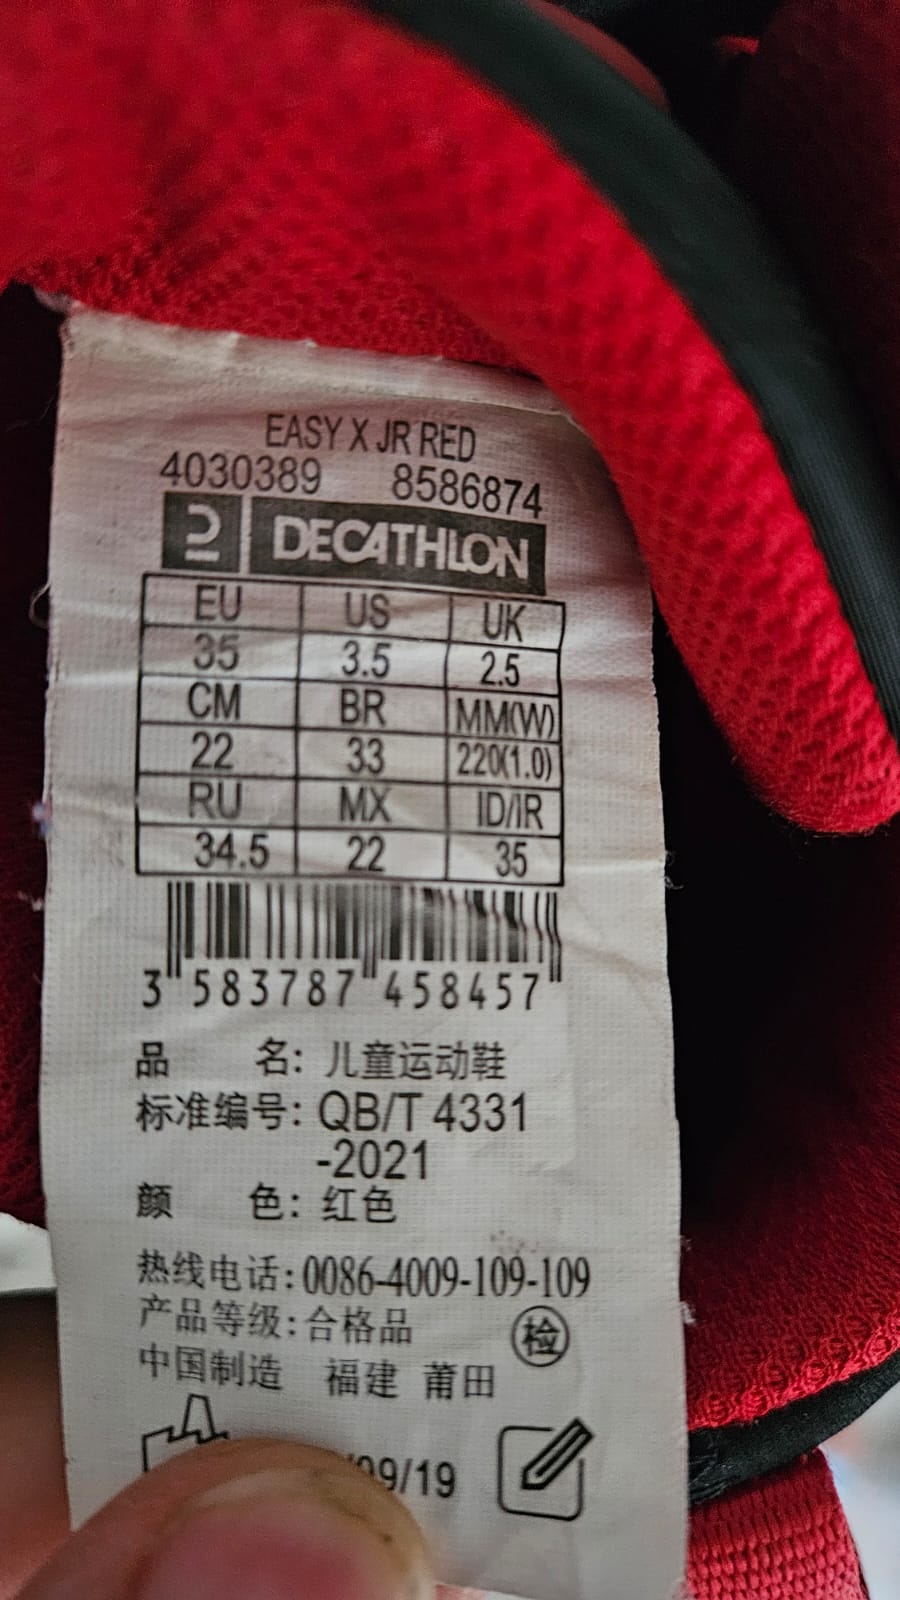 EASY X JR RED
4030389 8586874
DECATHLON
EU US UK
35 3.5 2.5
CM BR MM(W)
22 33 220(1.0)
RU MX ID/IR
34.5 22 35
3 583787 458457
品 名: 儿童运动鞋
标准编号: QB/T 4331
-2021
颜 色: 红色
热线电话: 0086-4009-109-109
产品等级: 合格品
检
中国制造 福建 莆田
/09/19